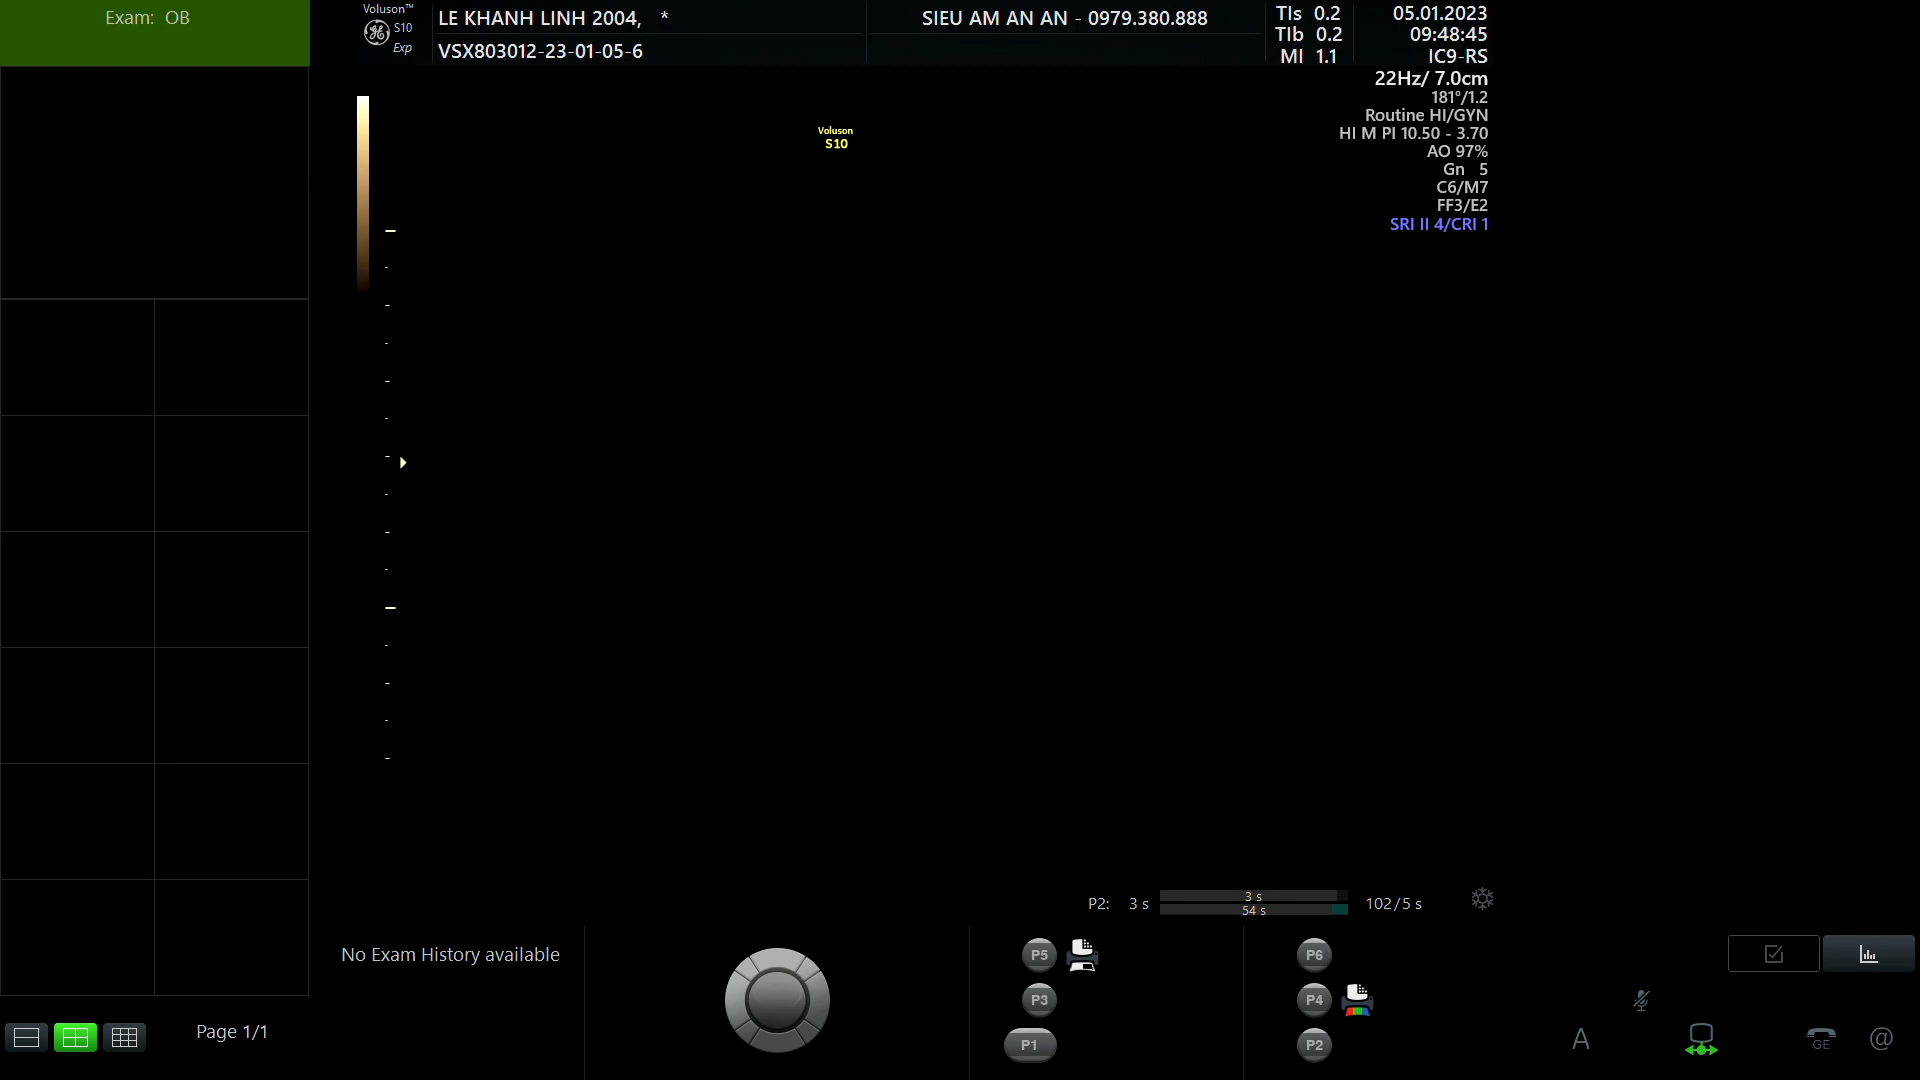 Exam: OB
Voluson™
S10
Exp
LE KHANH LINH 2004, *
VSX803012-23-01-05-6
SIEU AM AN AN - 0979.380.888
TIs 0.2
TIb 0.2
MI 1.1
05.01.2023
09:48:45
IC9-RS
22Hz/ 7.0cm
181°/1.2
Routine HI/GYN
HI M PI 10.50 - 3.70
AO 97%
Gn 5
C6/M7
FF3/E2
SRI II 4/CRI 1
Voluson
S10
P2: 3 s
3 s
54 s
102/5 s
No Exam History available
P5
P3
P1
P6
P4
P2
A
GE
@
Page 1/1